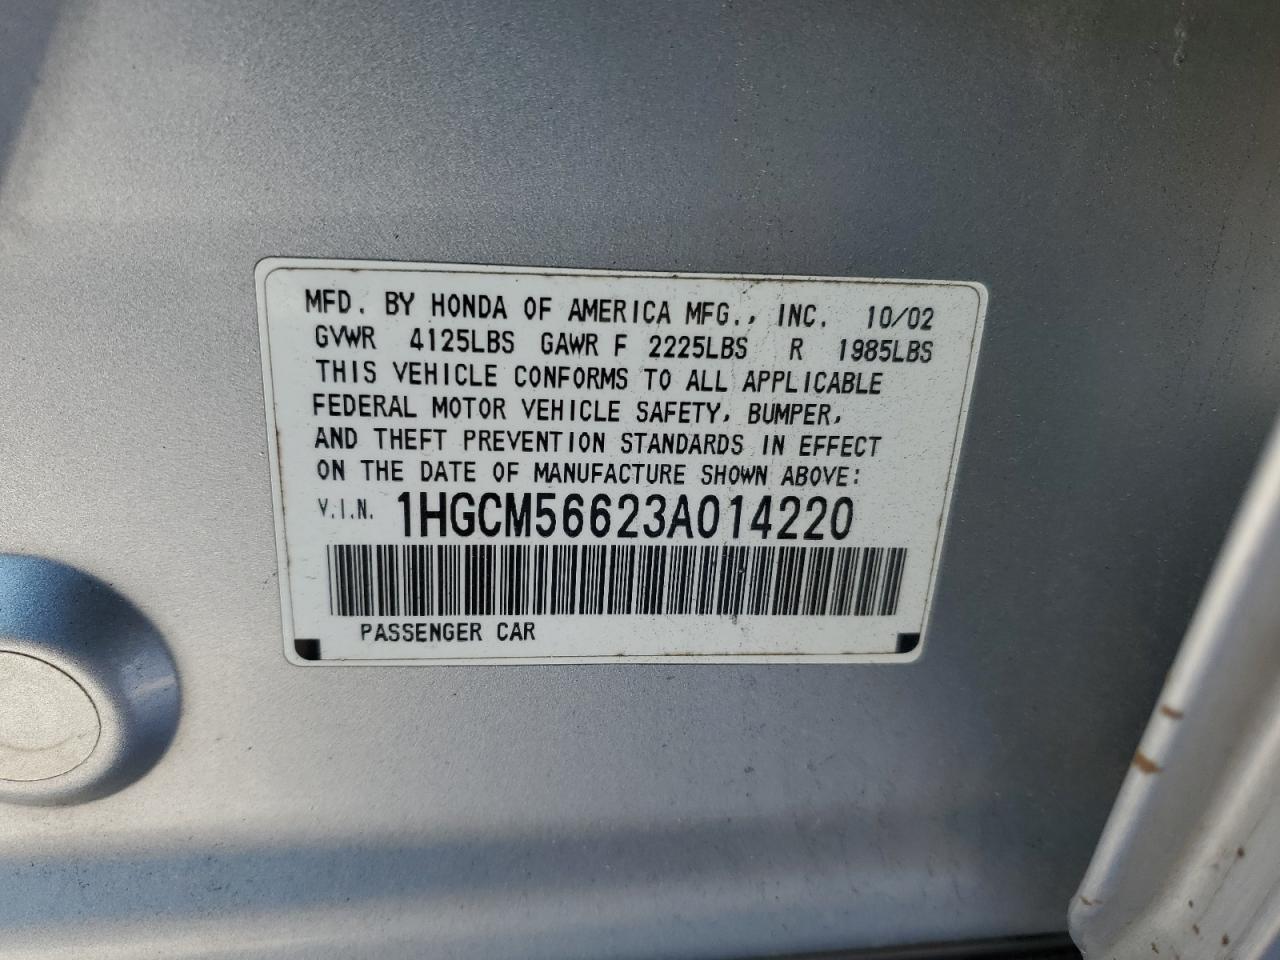 MFD. BY HONDA OF AMERICA MFG., INC. 10/02
GVWR 4125LBS GAWR F 2225LBS R 1985LBS
THIS VEHICLE CONFORMS TO ALL APPLICABLE
FEDERAL MOTOR VEHICLE SAFETY, BUMPER,
AND THEFT PREVENTION STANDARDS IN EFFECT
ON THE DATE OF MANUFACTURE SHOWN ABOVE:
V.I.N. 1HGCM56623A014220
PASSENGER CAR